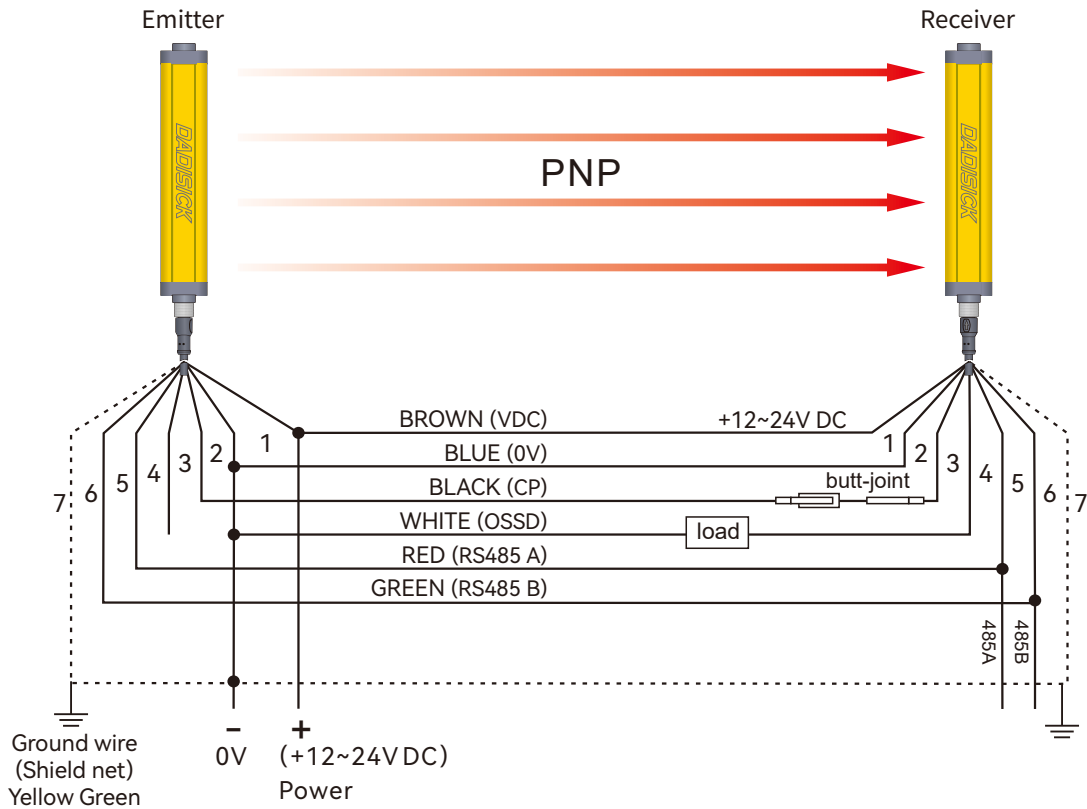 Emitter
Receiver
DADISICK
DADISICK
PNP
BROWN (VDC)
+12~24V DC
BLUE (0V)
BLACK (CP)
butt-joint
WHITE (OSSD)
load
RED (RS485 A)
GREEN (RS485 B)
7
6
5
4
3
2
1
1
2
3
4
5
6
7
485A
485B
-
+
0V
(+12~24V DC)
Power
Ground wire
(Shield net)
Yellow Green